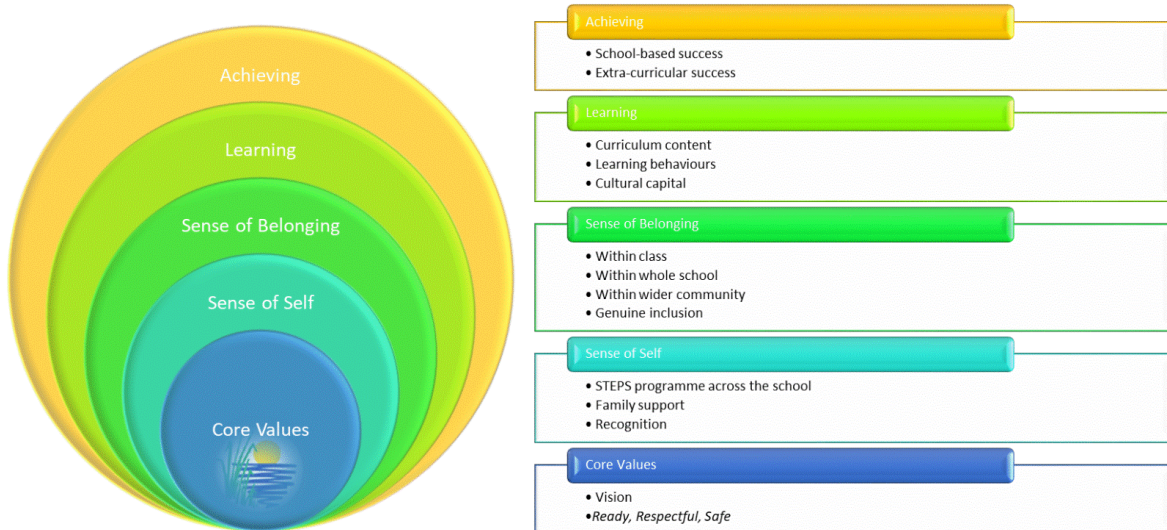 Achieving
Learning
Sense of Belonging
Sense of Self
Core Values
Achieving
• School-based success
• Extra-curricular success
Learning
• Curriculum content
• Learning behaviours
• Cultural capital
Sense of Belonging
• Within class
• Within whole school
• Within wider community
• Genuine inclusion
Sense of Self
• STEPS programme across the school
• Family support
• Recognition
Core Values
• Vision
•Ready, Respectful, Safe